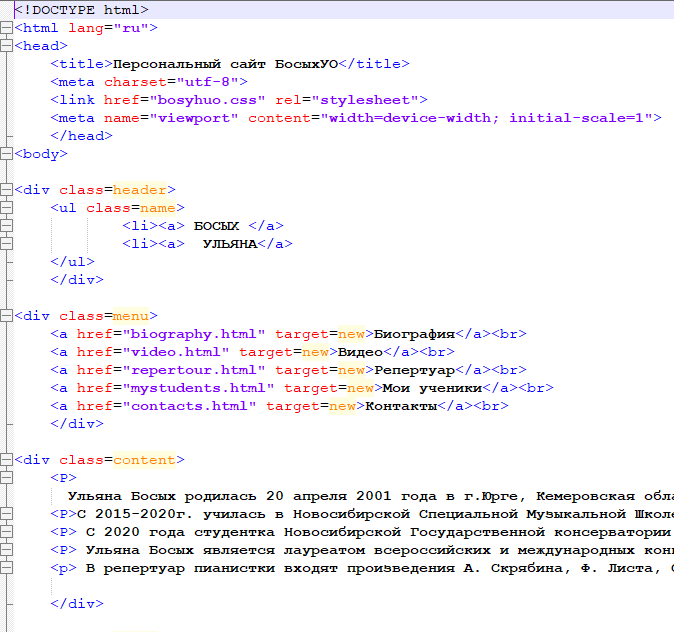 <!DOCTYPE html>
<html lang="ru">
<head>
<title>Персональный сайт БосыхУО</title>
<meta charset="utf-8">
<link href="bosyhuo.css" rel="stylesheet">
<meta name="viewport" content="width=device-width; initial-scale=1">
</head>
<body>
<div class=header>
<ul class=name>
<li><a> БОСЫХ </a>
<li><a>  УЛЬЯНА</a>
</ul>
</div>
<div class=menu>
<a href="biography.html" target=new>Биография</a><br>
<a href="video.html" target=new>Видео</a><br>
<a href="repertour.html" target=new>Репертуар</a><br>
<a href="mystudents.html" target=new>Мои ученики</a><br>
<a href="contacts.html" target=new>Контакты</a><br>
</div>
<div class=content>
<P>
Ульяна Босых родилась 20 апреля 2001 года в г.Юрге, Кемеровская
<P>С 2015-2020г. училась в Новосибирской Специальной Музыкальной
<P> С 2020 года студентка Новосибирской Государственной консерватории
<P> Ульяна Босых является лауреатом всероссийских и международных
<p> В репертуар пианистки входят произведения А. Скрябина, Ф. Листа,
</div>